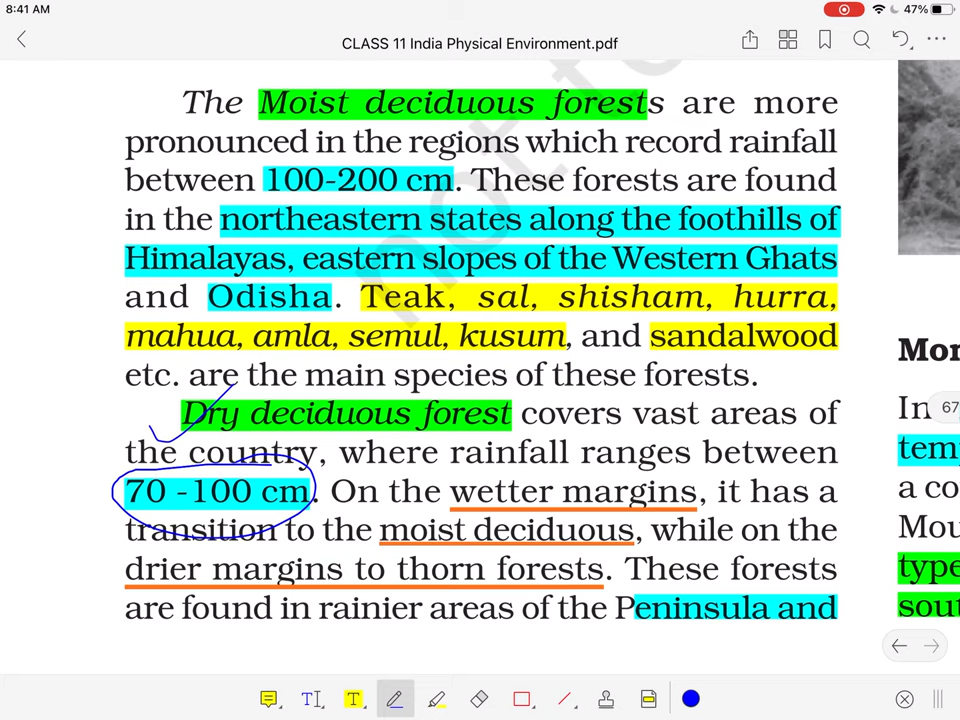 8:41 AM
47%
CLASS 11 India Physical Environment.pdf
The Moist deciduous forests are more
pronounced in the regions which record rainfall
between 100-200 cm. These forests are found
in the northeastern states along the foothills of
Himalayas, eastern slopes of the Western Ghats
and Odisha. Teak, sal, shisham, hurra,
mahua, amla, semul, kusum, and sandalwood
etc. are the main species of these forests.
Dry deciduous forest covers vast areas of
the country, where rainfall ranges between
70 -100 cm. On the wetter margins, it has a
transition to the moist deciduous, while on the
drier margins to thorn forests. These forests
are found in rainier areas of the Peninsula and
Mon
In
67
temp
a co
Mou
type
sout
T
T